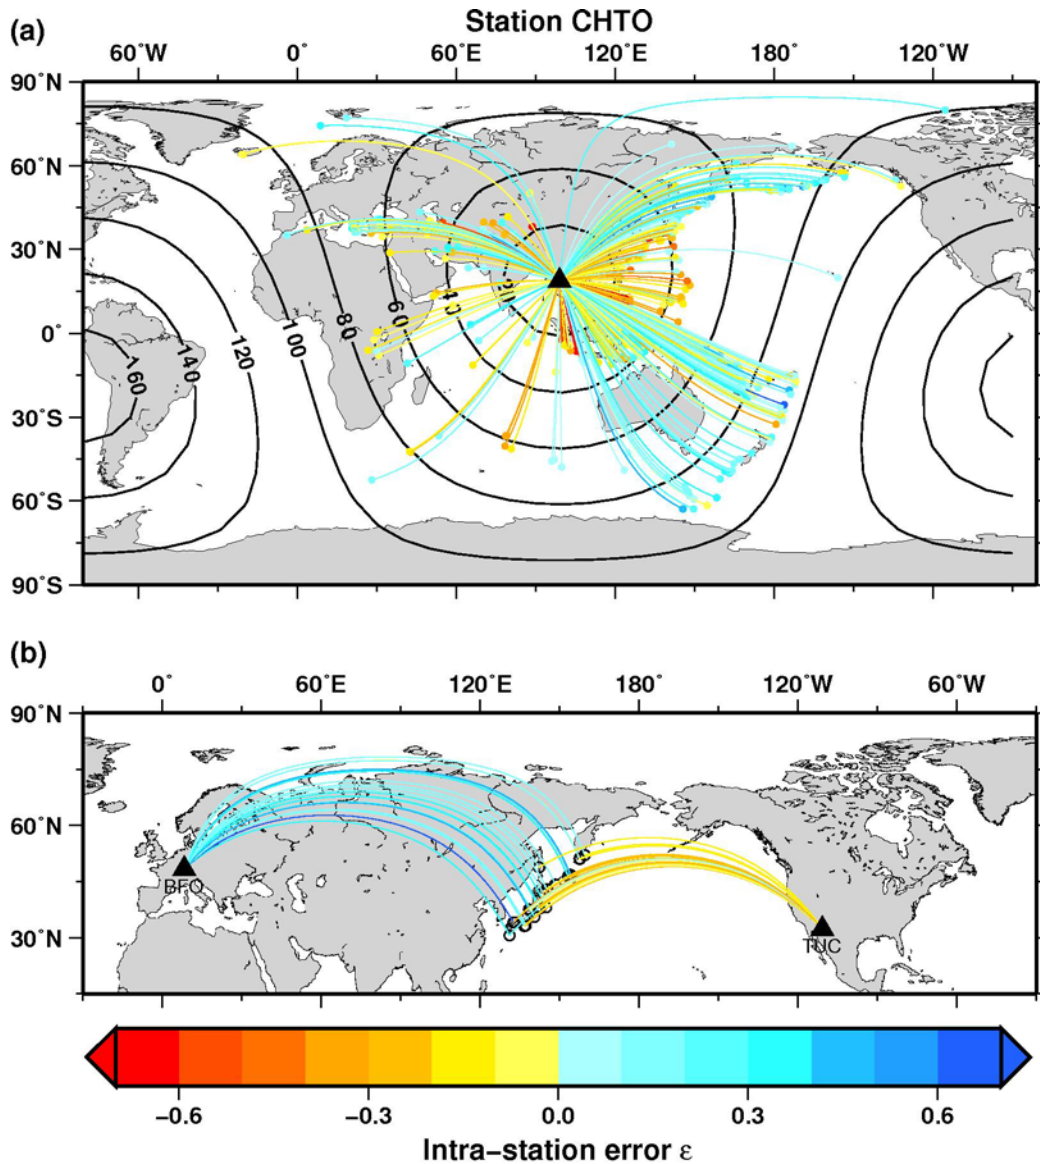 (a)
Station CHTO
60˚W 0˚ 60˚E 120˚E 180˚ 120˚W
90˚N
60˚N
30˚N
0˚
30˚S
60˚S
90˚S
40 60 80 100 120 140 160
(b)
0˚ 60˚E 120˚E 180˚ 120˚W 60˚W
90˚N
60˚N
30˚N
BFO
TUC
−0.6 −0.3 0.0 0.3 0.6
Intra−station error ε